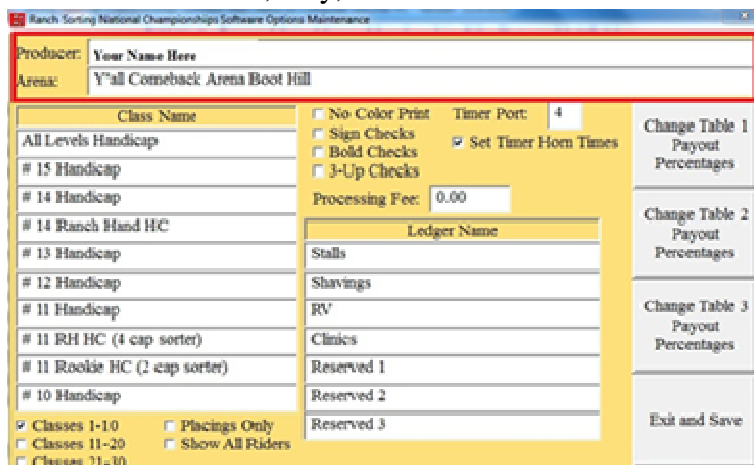 Ranch Sorting National Championships Software Options Maintenance
Producer: Your Name Here
Arena: Y"all Comeback Arena Boot Hill
Class Name
All Levels Handicap
# 15 Handicap
# 14 Handicap
# 14 Ranch Hand HC
# 13 Handicap
# 12 Handicap
# 11 Handicap
# 11 RH HC (4 cap sorter)
# 11 Rookie HC (2 cap sorter)
# 10 Handicap
Classes 1-10
Placings Only
Classes 11-20
Show All Riders
Classes 21-30
No Color Print
Sign Checks
Bold Checks
3-Up Checks
Timer Port: 4
Set Timer Horn Times
Processing Fee: 0.00
Ledger Name
Stalls
Shavings
RV
Clinics
Reserved 1
Reserved 2
Reserved 3
Change Table 1
Payout
Percentages
Change Table 2
Payout
Percentages
Change Table 3
Payout
Percentages
Exit and Save